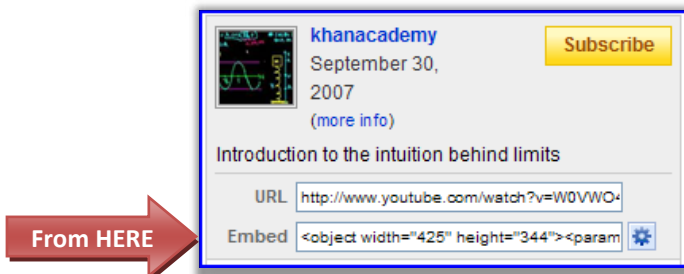 khanacademy
Subscribe
September 30,
2007
(more info)
Introduction to the intuition behind limits
URL http://www.youtube.com/watch?v=W0VWO4
From HERE
Embed <object width="425" height="344"><param